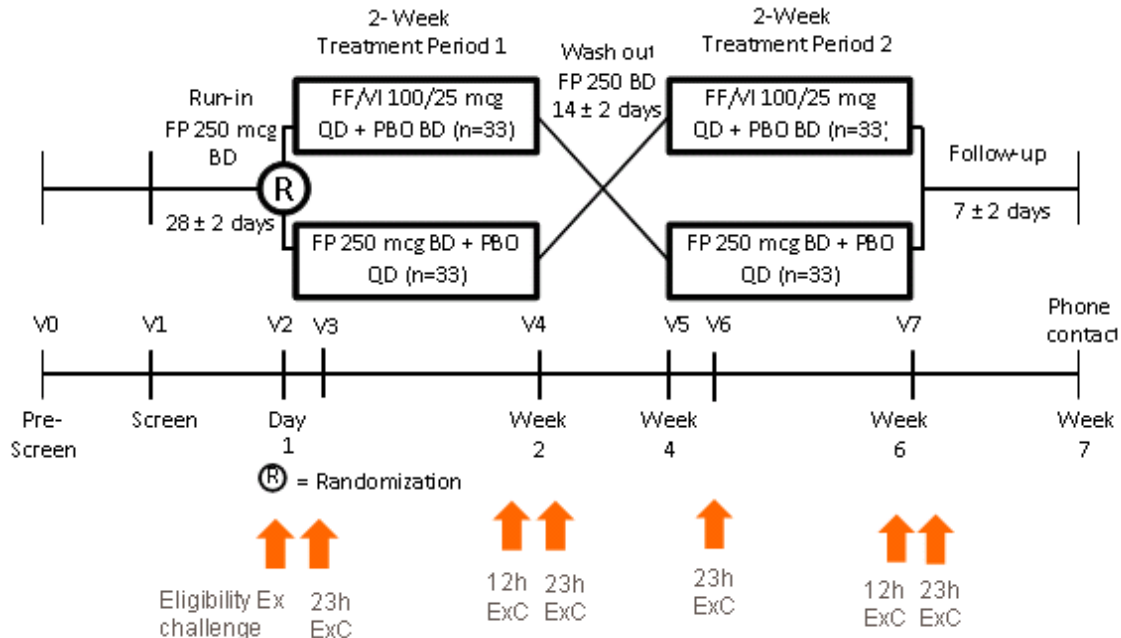 2-Week
Treatment Period 1
2-Week
Treatment Period 2
Wash out
FP 250 BD
14 ± 2 days
Run-in
FP 250 mcg
BD
28 ± 2 days
R
FF/VI 100/25 mcg
QD + PBO BD (n=33)
FP 250 mcg BD + PBO
QD (n=33)
FF/VI 100/25 mcg
QD + PBO BD (n=33)
FP 250 mcg BD + PBO
QD (n=33)
Follow-up
7 ± 2 days
V0
V1
V2
V3
V4
V5
V6
V7
Phone
contact
Pre-
Screen
Screen
Day
1
Week
2
Week
4
Week
6
Week
7
R = Randomization
Eligibility Ex
challenge
23h
ExC
12h
ExC
23h
ExC
23h
ExC
12h
ExC
23h
ExC